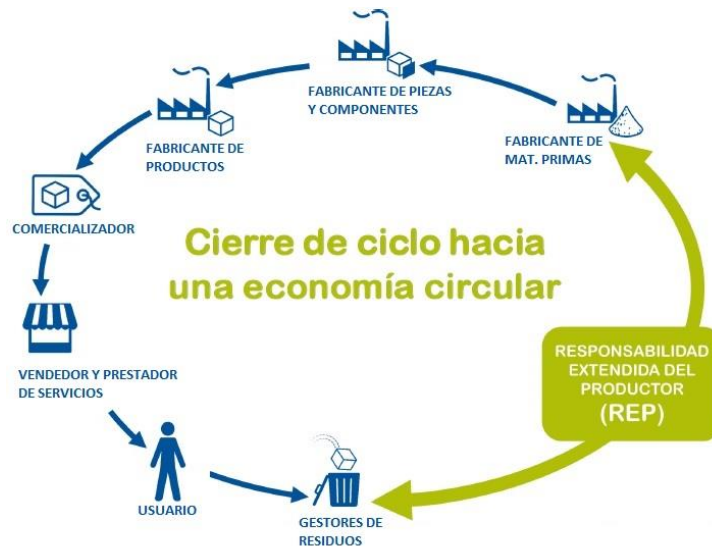 FABRICANTE DE PIEZAS
Y COMPONENTES
FABRICANTE DE
MAT. PRIMAS
FABRICANTE DE
PRODUCTOS
COMERCIALIZADOR
Cierre de ciclo hacia
una economía circular
VENDEDOR Y PRESTADOR
DE SERVICIOS
RESPONSABILIDAD
EXTENDIDA DEL
PRODUCTOR
(REP)
USUARIO
GESTORES DE
RESIDUOS